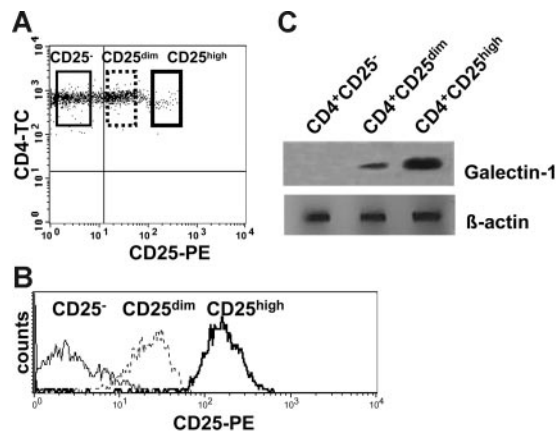 A
CD25⁻ CD25ᵈⁱᵐ CD25ʰⁱᵍʰ
10⁴
10³
10²
10¹
10⁰
CD4-TC
10⁰ 10¹ 10² 10³ 10⁴
CD25-PE
B
CD25⁻ CD25ᵈⁱᵐ CD25ʰⁱᵍʰ
counts
10⁰ 10¹ 10² 10³ 10⁴
CD25-PE
C
CD4⁺CD25⁻
CD4⁺CD25ᵈⁱᵐ
CD4⁺CD25ʰⁱᵍʰ
Galectin-1
ß-actin